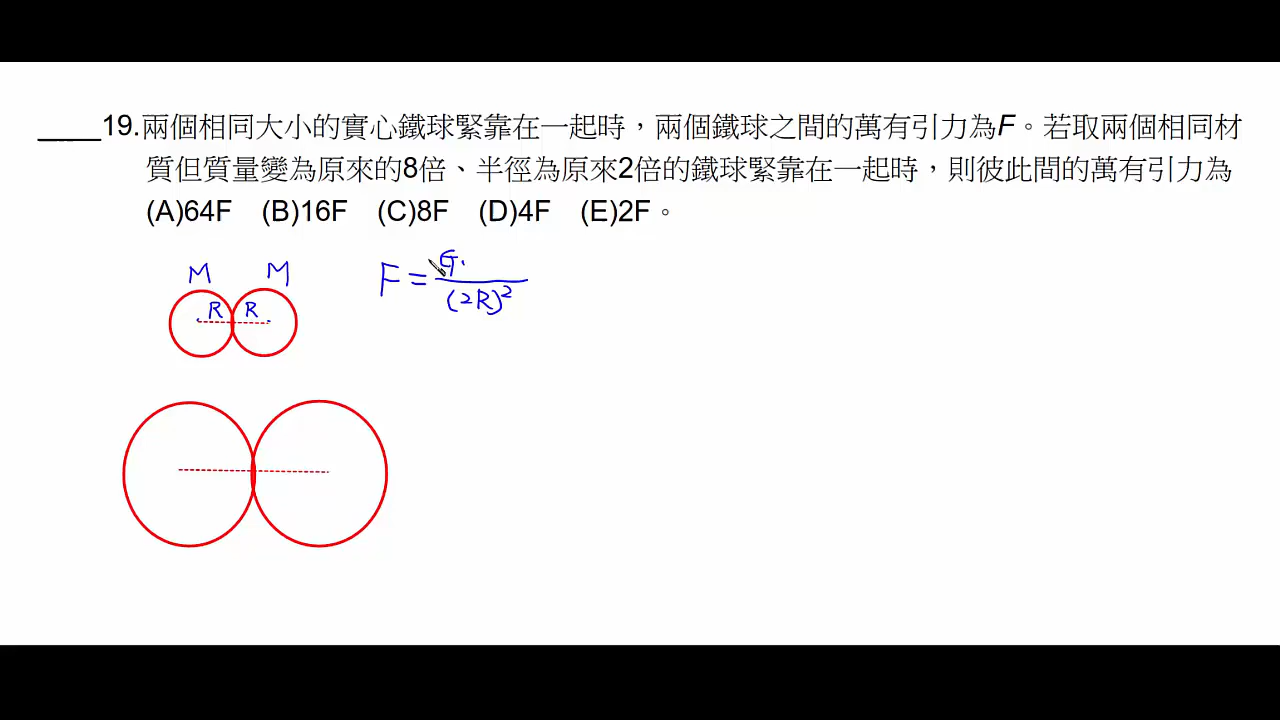 ____19.兩個相同大小的實心鐵球緊靠在一起時，兩個鐵球之間的萬有引力為F。若取兩個相同材
質但質量變為原來的8倍、半徑為原來2倍的鐵球緊靠在一起時，則彼此間的萬有引力為
(A)64F (B)16F (C)8F (D)4F (E)2F。
M M
R R
F = G· / (2R)²